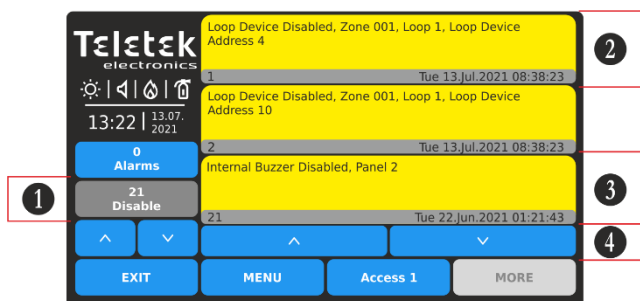 Teletek
electronics
13:22
13.07.
2021
0
Alarms
21
Disable
EXIT
Loop Device Disabled, Zone 001, Loop 1, Loop Device
Address 4
1 Tue 13.Jul.2021 08:38:23
Loop Device Disabled, Zone 001, Loop 1, Loop Device
Address 10
2 Tue 13.Jul.2021 08:38:23
Internal Buzzer Disabled, Panel 2
21 Tue 22.Jun.2021 01:21:43
MENU
Access 1
MORE
1
2
3
4